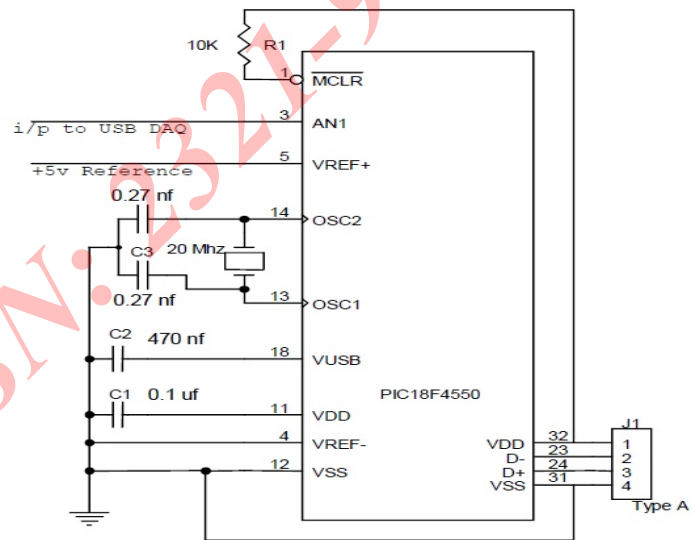 10K R1
1 MCLR
i/p to USB DAQ 3 AN1
+5v Reference 5 VREF+
0.27 nf
14 OSC2
C3 20 Mhz
0.27 nf
13 OSC1
C2 470 nf
18 VUSB
C1 0.1 uf
11 VDD
PIC18F4550
4 VREF-
12 VSS
J1
VDD 32 1
D- 23 2
D+ 24 3
VSS 31 4
Type A
N: 2321-9